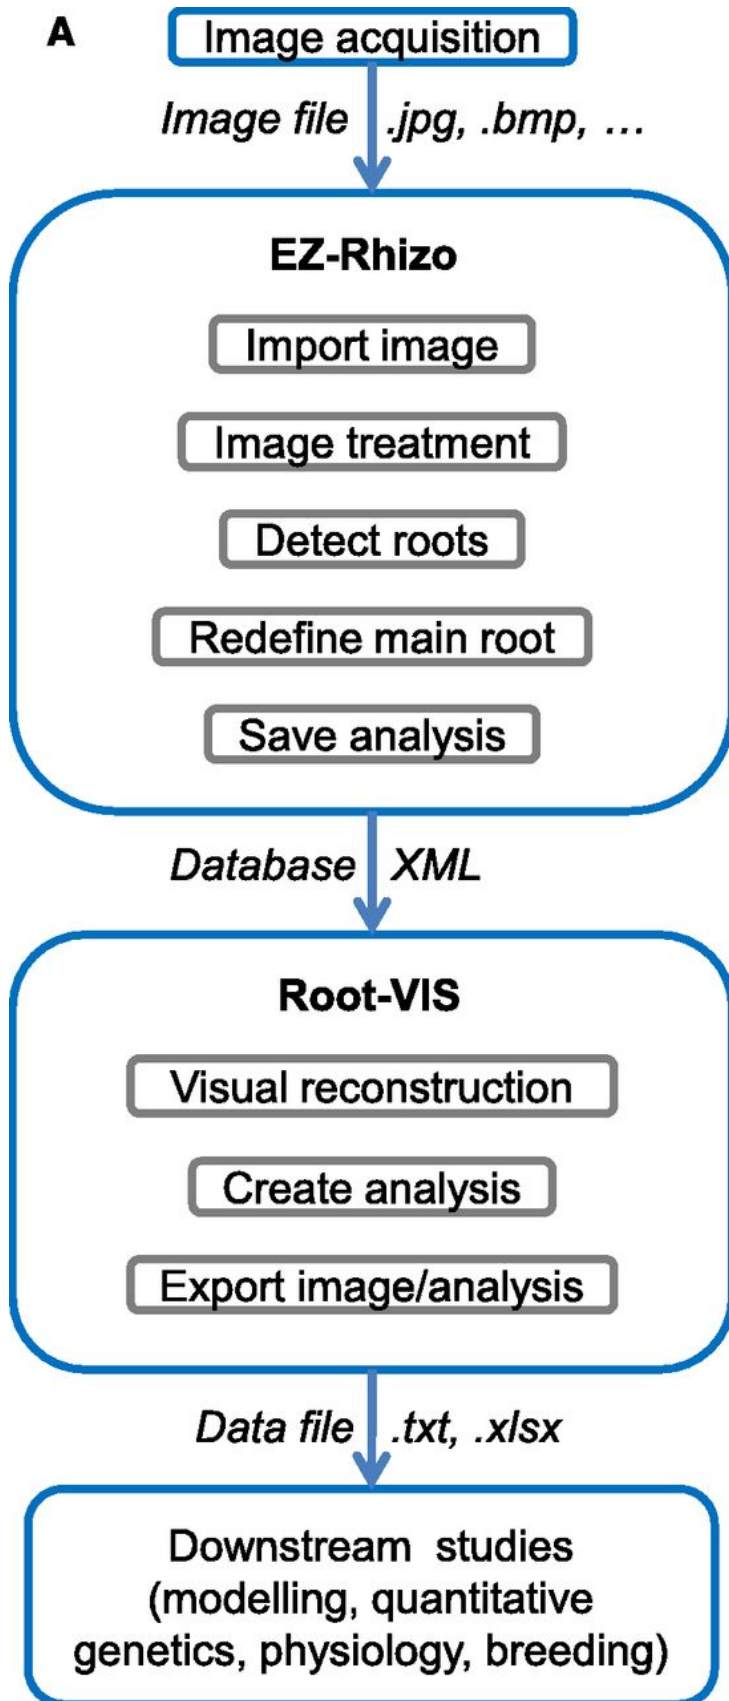 A
Image acquisition
Image file .jpg, .bmp, ...
EZ-Rhizo
Import image
Image treatment
Detect roots
Redefine main root
Save analysis
Database XML
Root-VIS
Visual reconstruction
Create analysis
Export image/analysis
Data file .txt, .xlsx
Downstream studies
(modelling, quantitative
genetics, physiology, breeding)